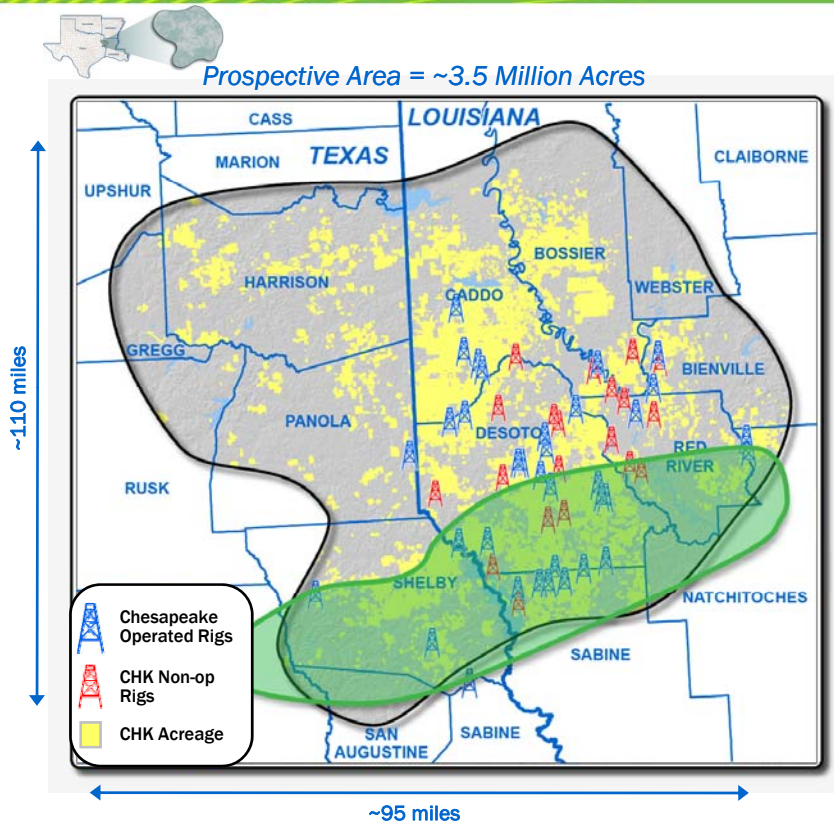 Prospective Area = ~3.5 Million Acres
CASS
LOUISIANA
MARION
TEXAS
CLAIBORNE
UPSHUR
BOSSIER
HARRISON
CADDO
WEBSTER
GREGG
BIENVILLE
PANOLA
DESOTO
RED
RIVER
RUSK
SHELBY
NATCHITOCHES
SABINE
SAN
AUGUSTINE
SABINE
Chesapeake
Operated Rigs
CHK Non-op
Rigs
CHK Acreage
~110 miles
~95 miles